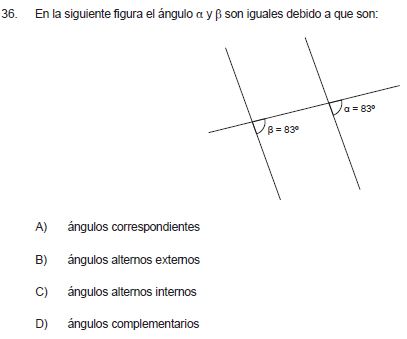 36. En la siguiente figura el ángulo α y β son iguales debido a que son:
α = 83º
β = 83º
A) ángulos correspondientes
B) ángulos alternos externos
C) ángulos alternos internos
D) ángulos complementarios